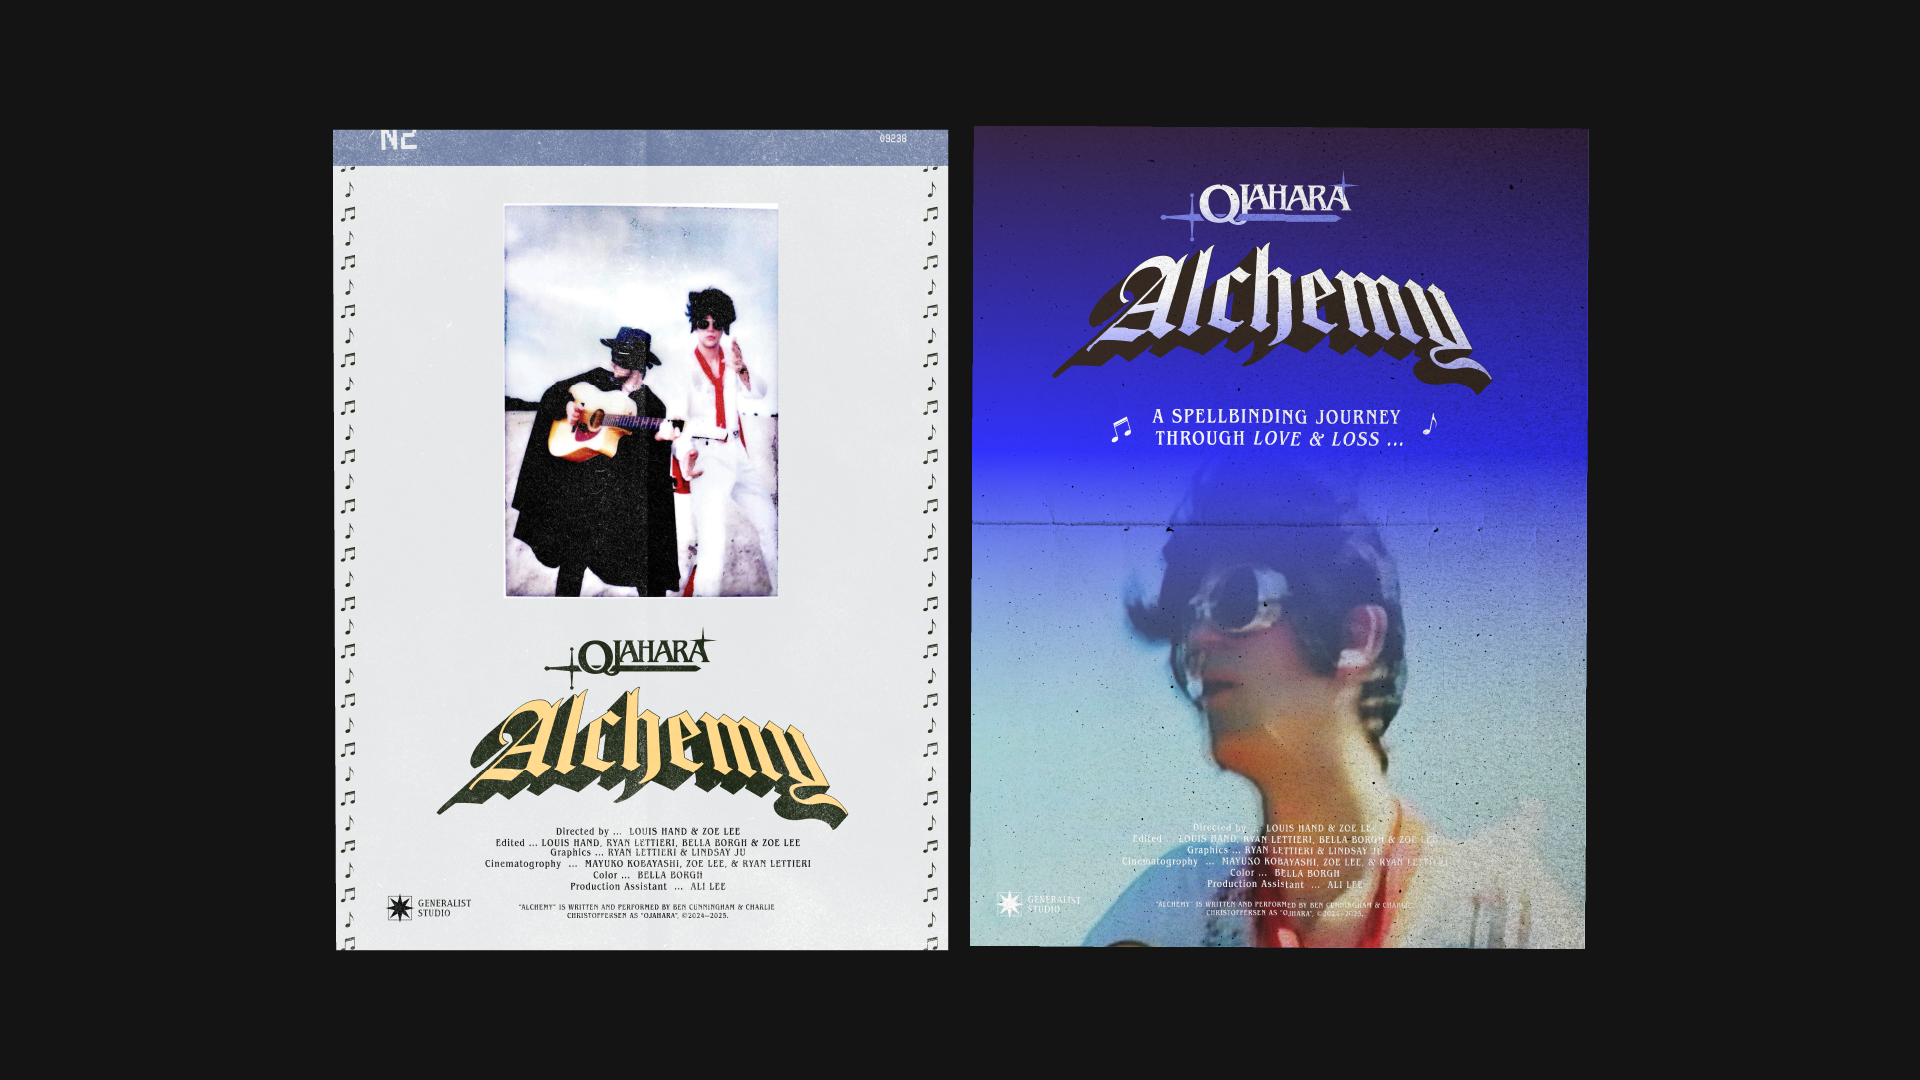 N2
09236
OJAHARA
Alchemy
Directed by ... LOUIS HAND & ZOE LEE
Edited ... LOUIS HAND, RYAN LETTIERI, BELLA BORGH & ZOE LEE
Graphics ... RYAN LETTIERI & LINDSAY JU
Cinematogrophy ... MAYUKO KOBAYASHI, ZOE LEE, & RYAN LETTIERI
Color ... BELLA BORGH
Production Assistant ... ALI LEE
GENERALIST
STUDIO
"ALCHEMY" IS WRITTEN AND PERFORMED BY BEN CUNNINGHAM & CHARLIE
CHRISTOFFERSEN AS "OJAHARA", ©2024–2025.
OJAHARA
Alchemy
A SPELLBINDING JOURNEY
THROUGH LOVE & LOSS ...
Directed by ... LOUIS HAND & ZOE LEE
Edited ... LOUIS HAND, RYAN LETTIERI, BELLA BORGH & ZOE LEE
Graphics ... RYAN LETTIERI & LINDSAY JU
Cinematogrophy ... MAYUKO KOBAYASHI, ZOE LEE, & RYAN LETTIERI
Color ... BELLA BORGH
Production Assistant ... ALI LEE
GENERALIST
STUDIO
"ALCHEMY" IS WRITTEN AND PERFORMED BY BEN CUNNINGHAM & CHARLIE
CHRISTOFFERSEN AS "OJAHARA", ©2024–2025.